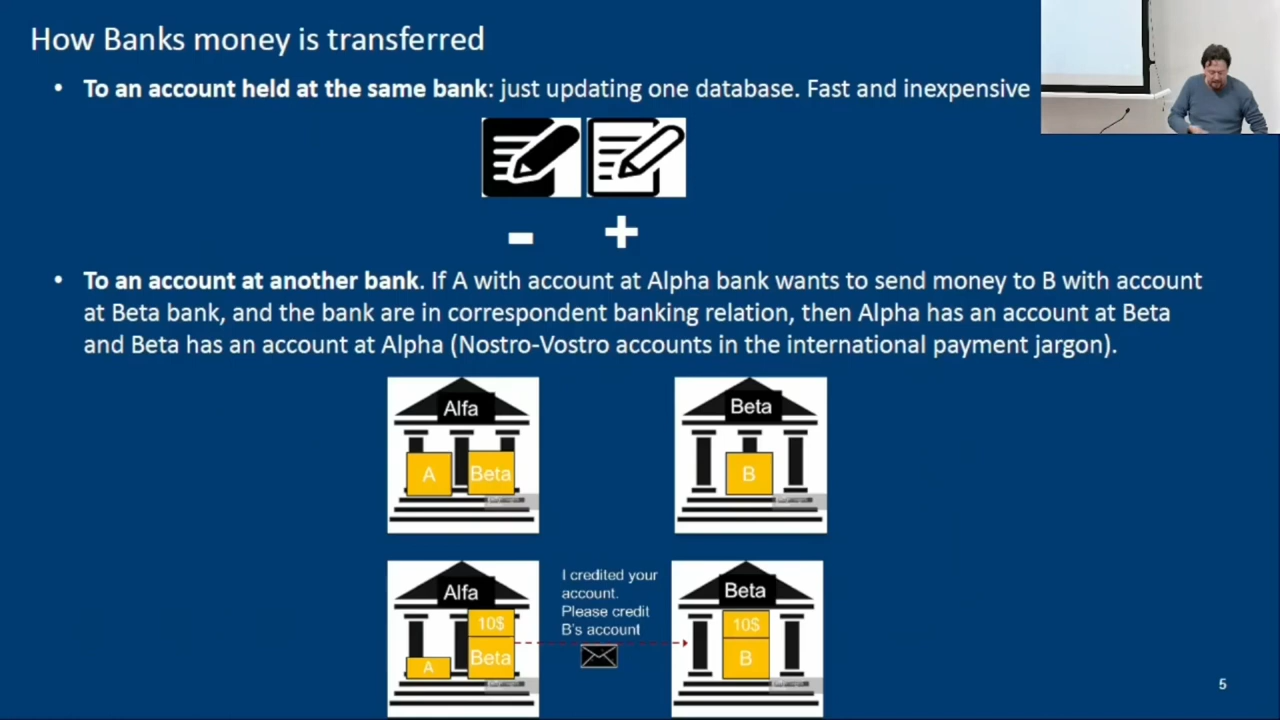 How Banks money is transferred
• To an account held at the same bank: just updating one database. Fast and inexpensive
- +
• To an account at another bank. If A with account at Alpha bank wants to send money to B with account
at Beta bank, and the bank are in correspondent banking relation, then Alpha has an account at Beta
and Beta has an account at Alpha (Nostro-Vostro accounts in the international payment jargon).
Alfa
A Beta
Beta
B
Alfa
10$
A Beta
I credited your
account.
Please credit
B's account
Beta
10$
B
5